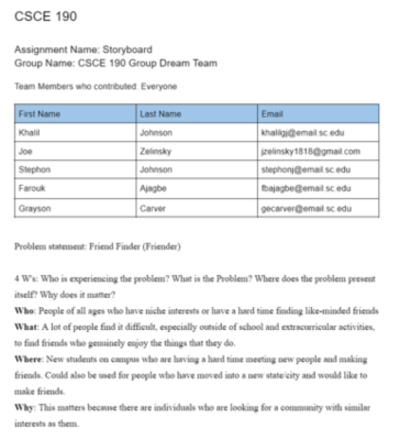 CSCE 190
Assignment Name: Storyboard
Group Name: CSCE 190 Group Dream Team
Team Members who contributed: Everyone
First Name Last Name Email
Khalil Johnson khalilgj@email.sc.edu
Joe Zelinsky jzelinsky1818@gmail.com
Stephon Johnson stephonj@email.sc.edu
Farouk Ajagbe fbajagbe@email.sc.edu
Grayson Carver gecarver@email.sc.edu
Problem statement: Friend Finder (Friender)
4 W's: Who is experiencing the problem? What is the Problem? Where does the problem present
itself? Why does it matter?
Who: People of all ages who have niche interests or have a hard time finding like-minded friends
What: A lot of people find it difficult, especially outside of school and extracurricular activities,
to find friends who genuinely enjoy the things that they do.
Where: New students on campus who are having a hard time meeting new people and making
friends. Could also be used for people who have moved into a new state/city and would like to
make friends.
Why: This matters because there are individuals who are looking for a community with similar
interests as them.